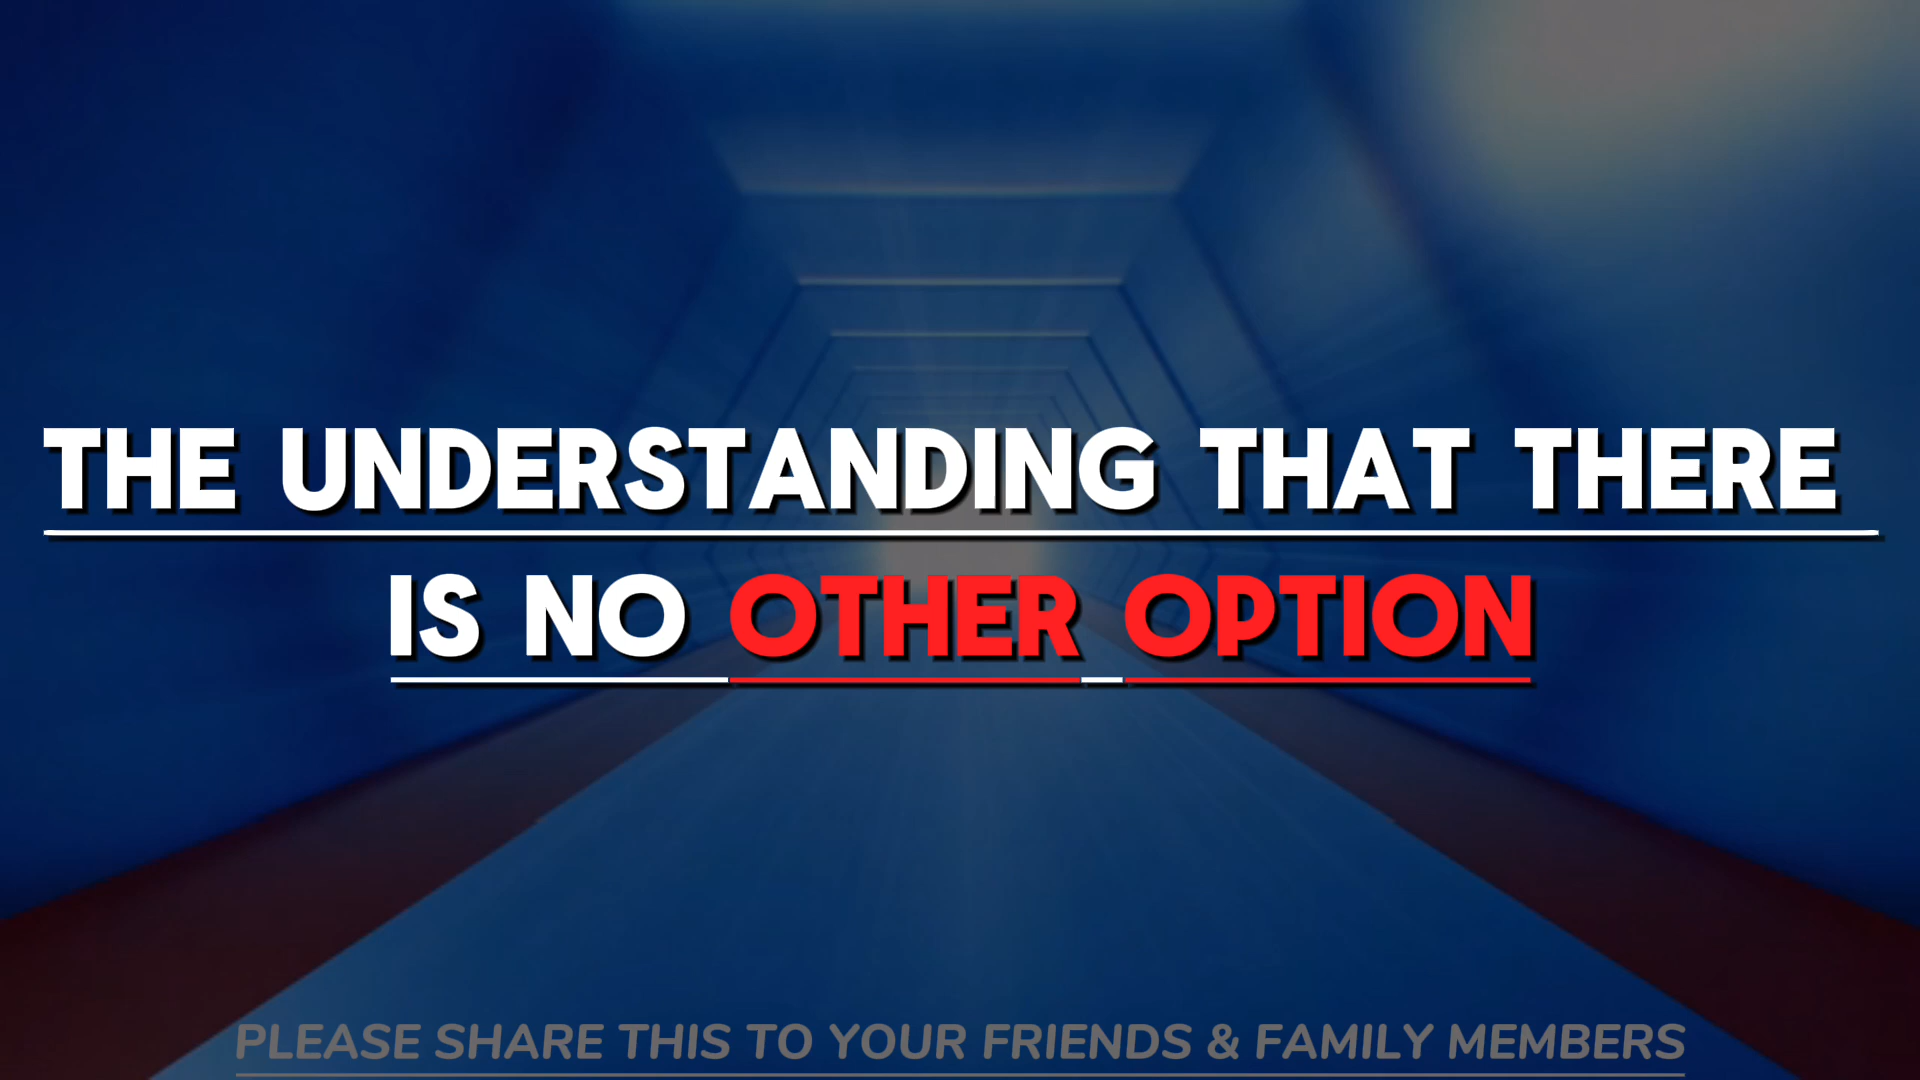 THE UNDERSTANDING THAT THERE
IS NO OTHER OPTION
PLEASE SHARE THIS TO YOUR FRIENDS & FAMILY MEMBERS